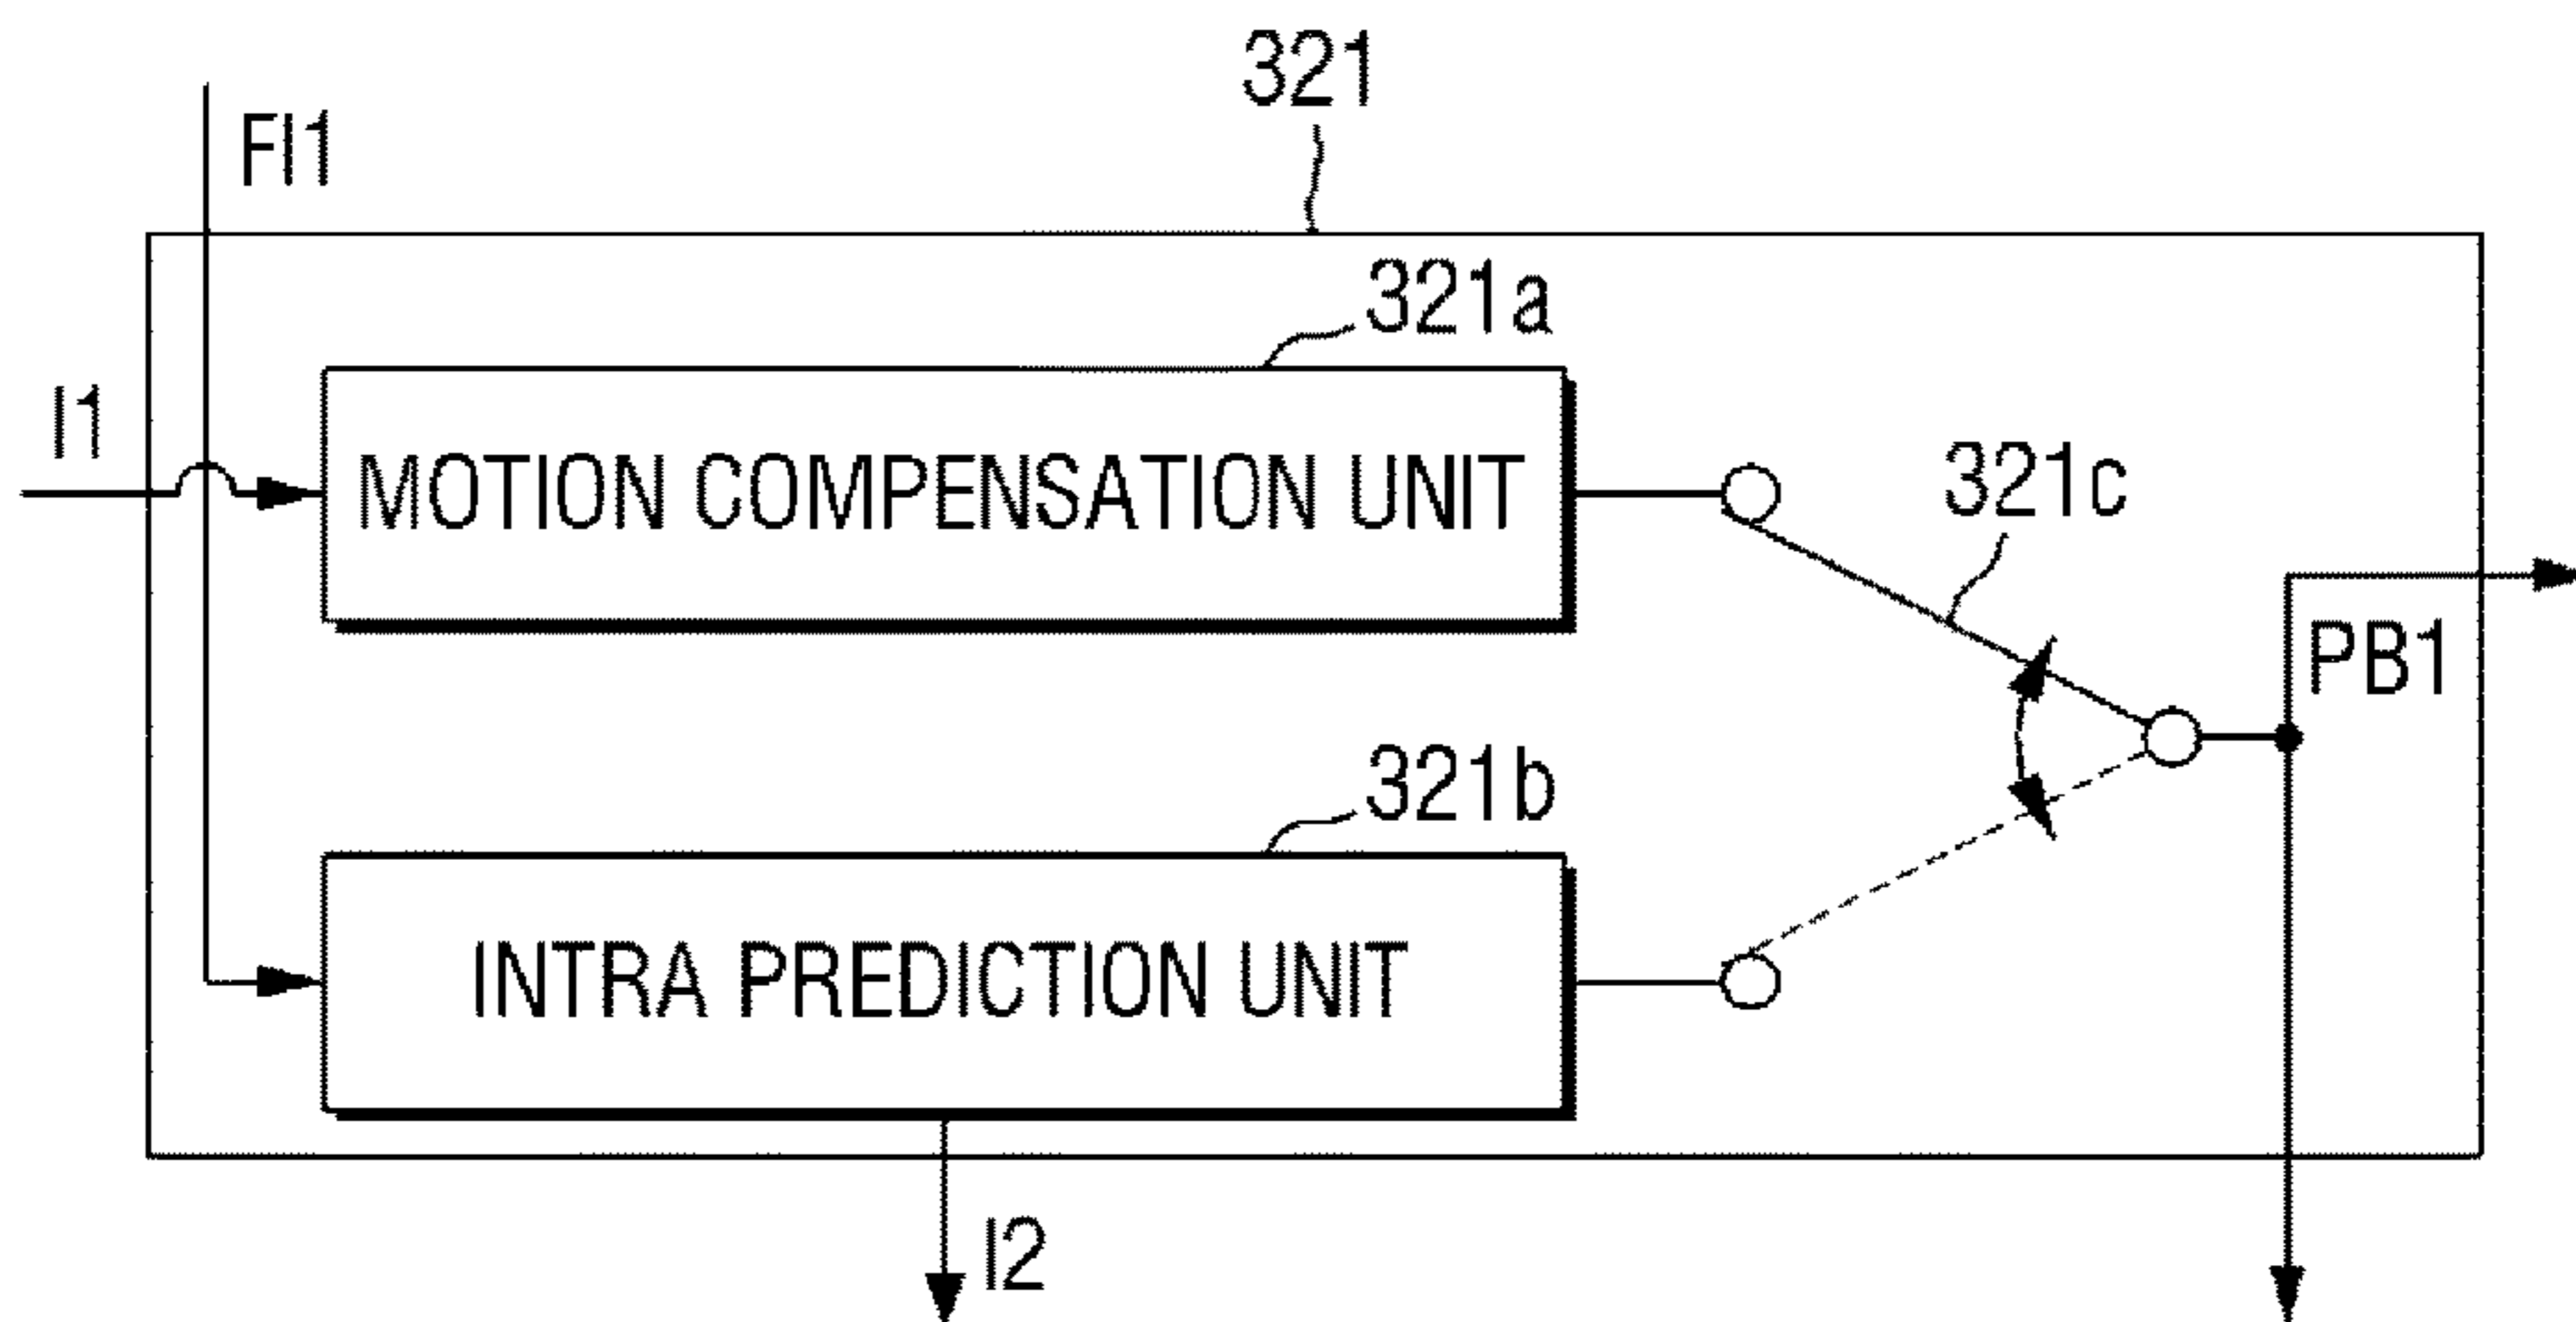 321
FI1
321a
I1
MOTION COMPENSATION UNIT
321c
PB1
321b
INTRA PREDICTION UNIT
I2